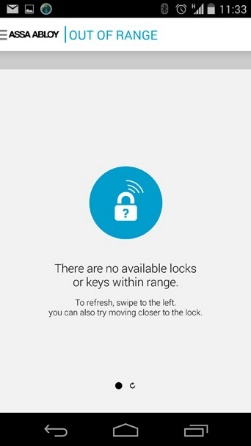 11:33
ASSA ABLOY OUT OF RANGE
?
There are no available locks
or keys within range.
To refresh, swipe to the left.
you can also try moving closer to the lock.